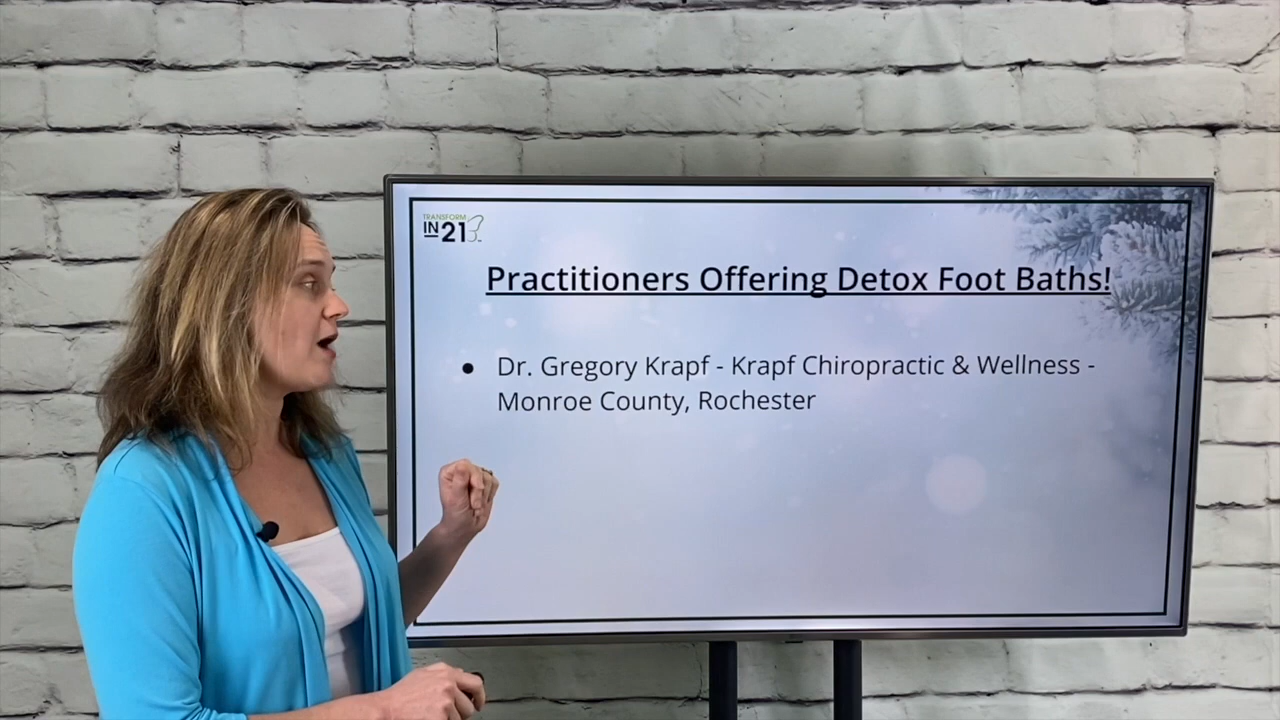 TRANSFORM
IN 21
Practitioners Offering Detox Foot Baths!
● Dr. Gregory Krapf - Krapf Chiropractic & Wellness -
Monroe County, Rochester